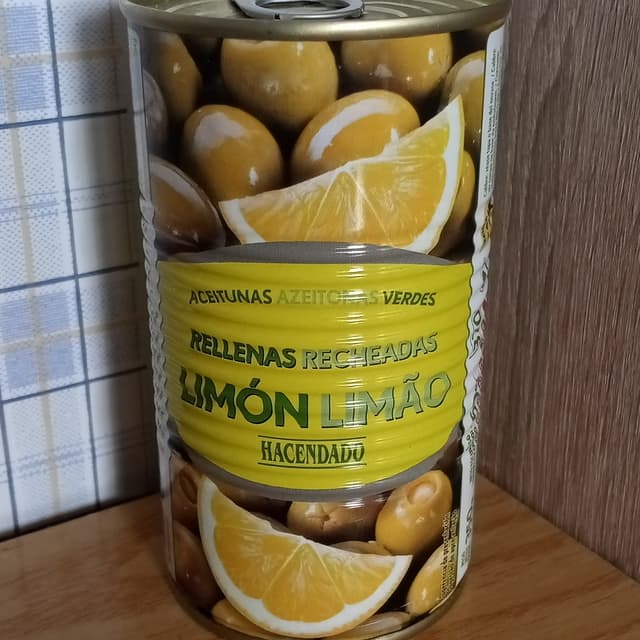 ACEITUNAS AZEITONAS VERDES
RELLENAS RECHEADAS
LIMÓN LIMÃO
HACENDADO